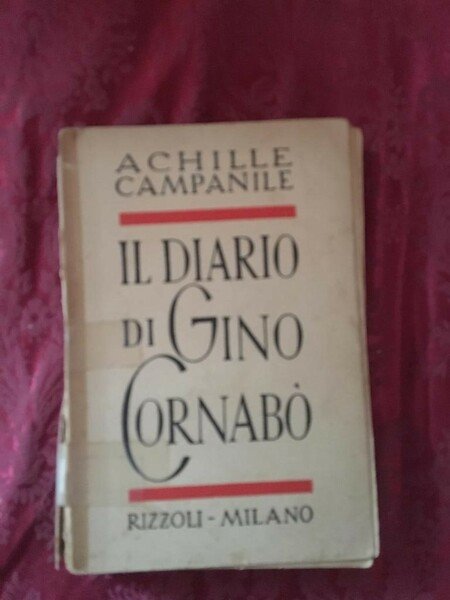 ACHILLE
CAMPANILE
IL DIARIO
DI GINO
CORNABÒ
RIZZOLI - MILANO